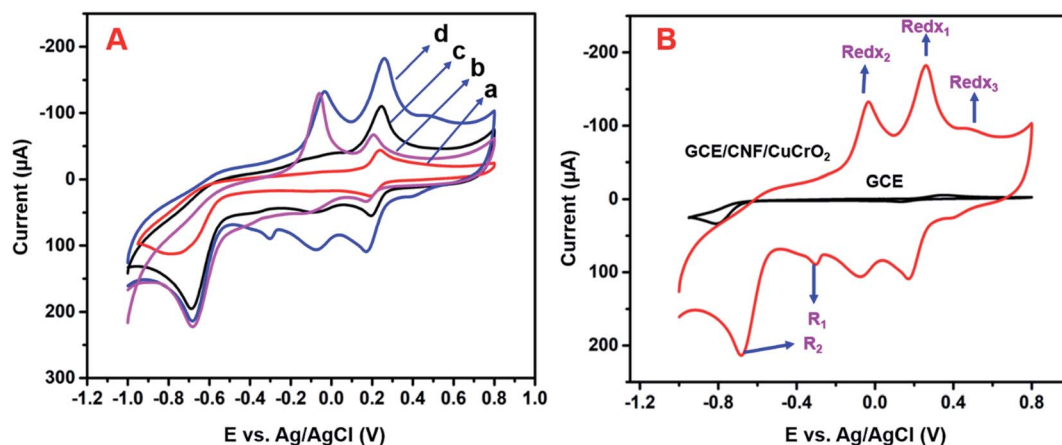 A
d
c
b
a
-200
-100
0
100
200
300
Current (µA)
-1.2 -1.0 -0.8 -0.6 -0.4 -0.2 0.0 0.2 0.4 0.6 0.8 1.0
E vs. Ag/AgCl (V)
B
Redx1
Redx2
Redx3
GCE/CNF/CuCrO2
GCE
R1
R2
-200
-100
0
100
200
Current (µA)
-1.2 -0.8 -0.4 0.0 0.4 0.8
E vs. Ag/AgCl (V)